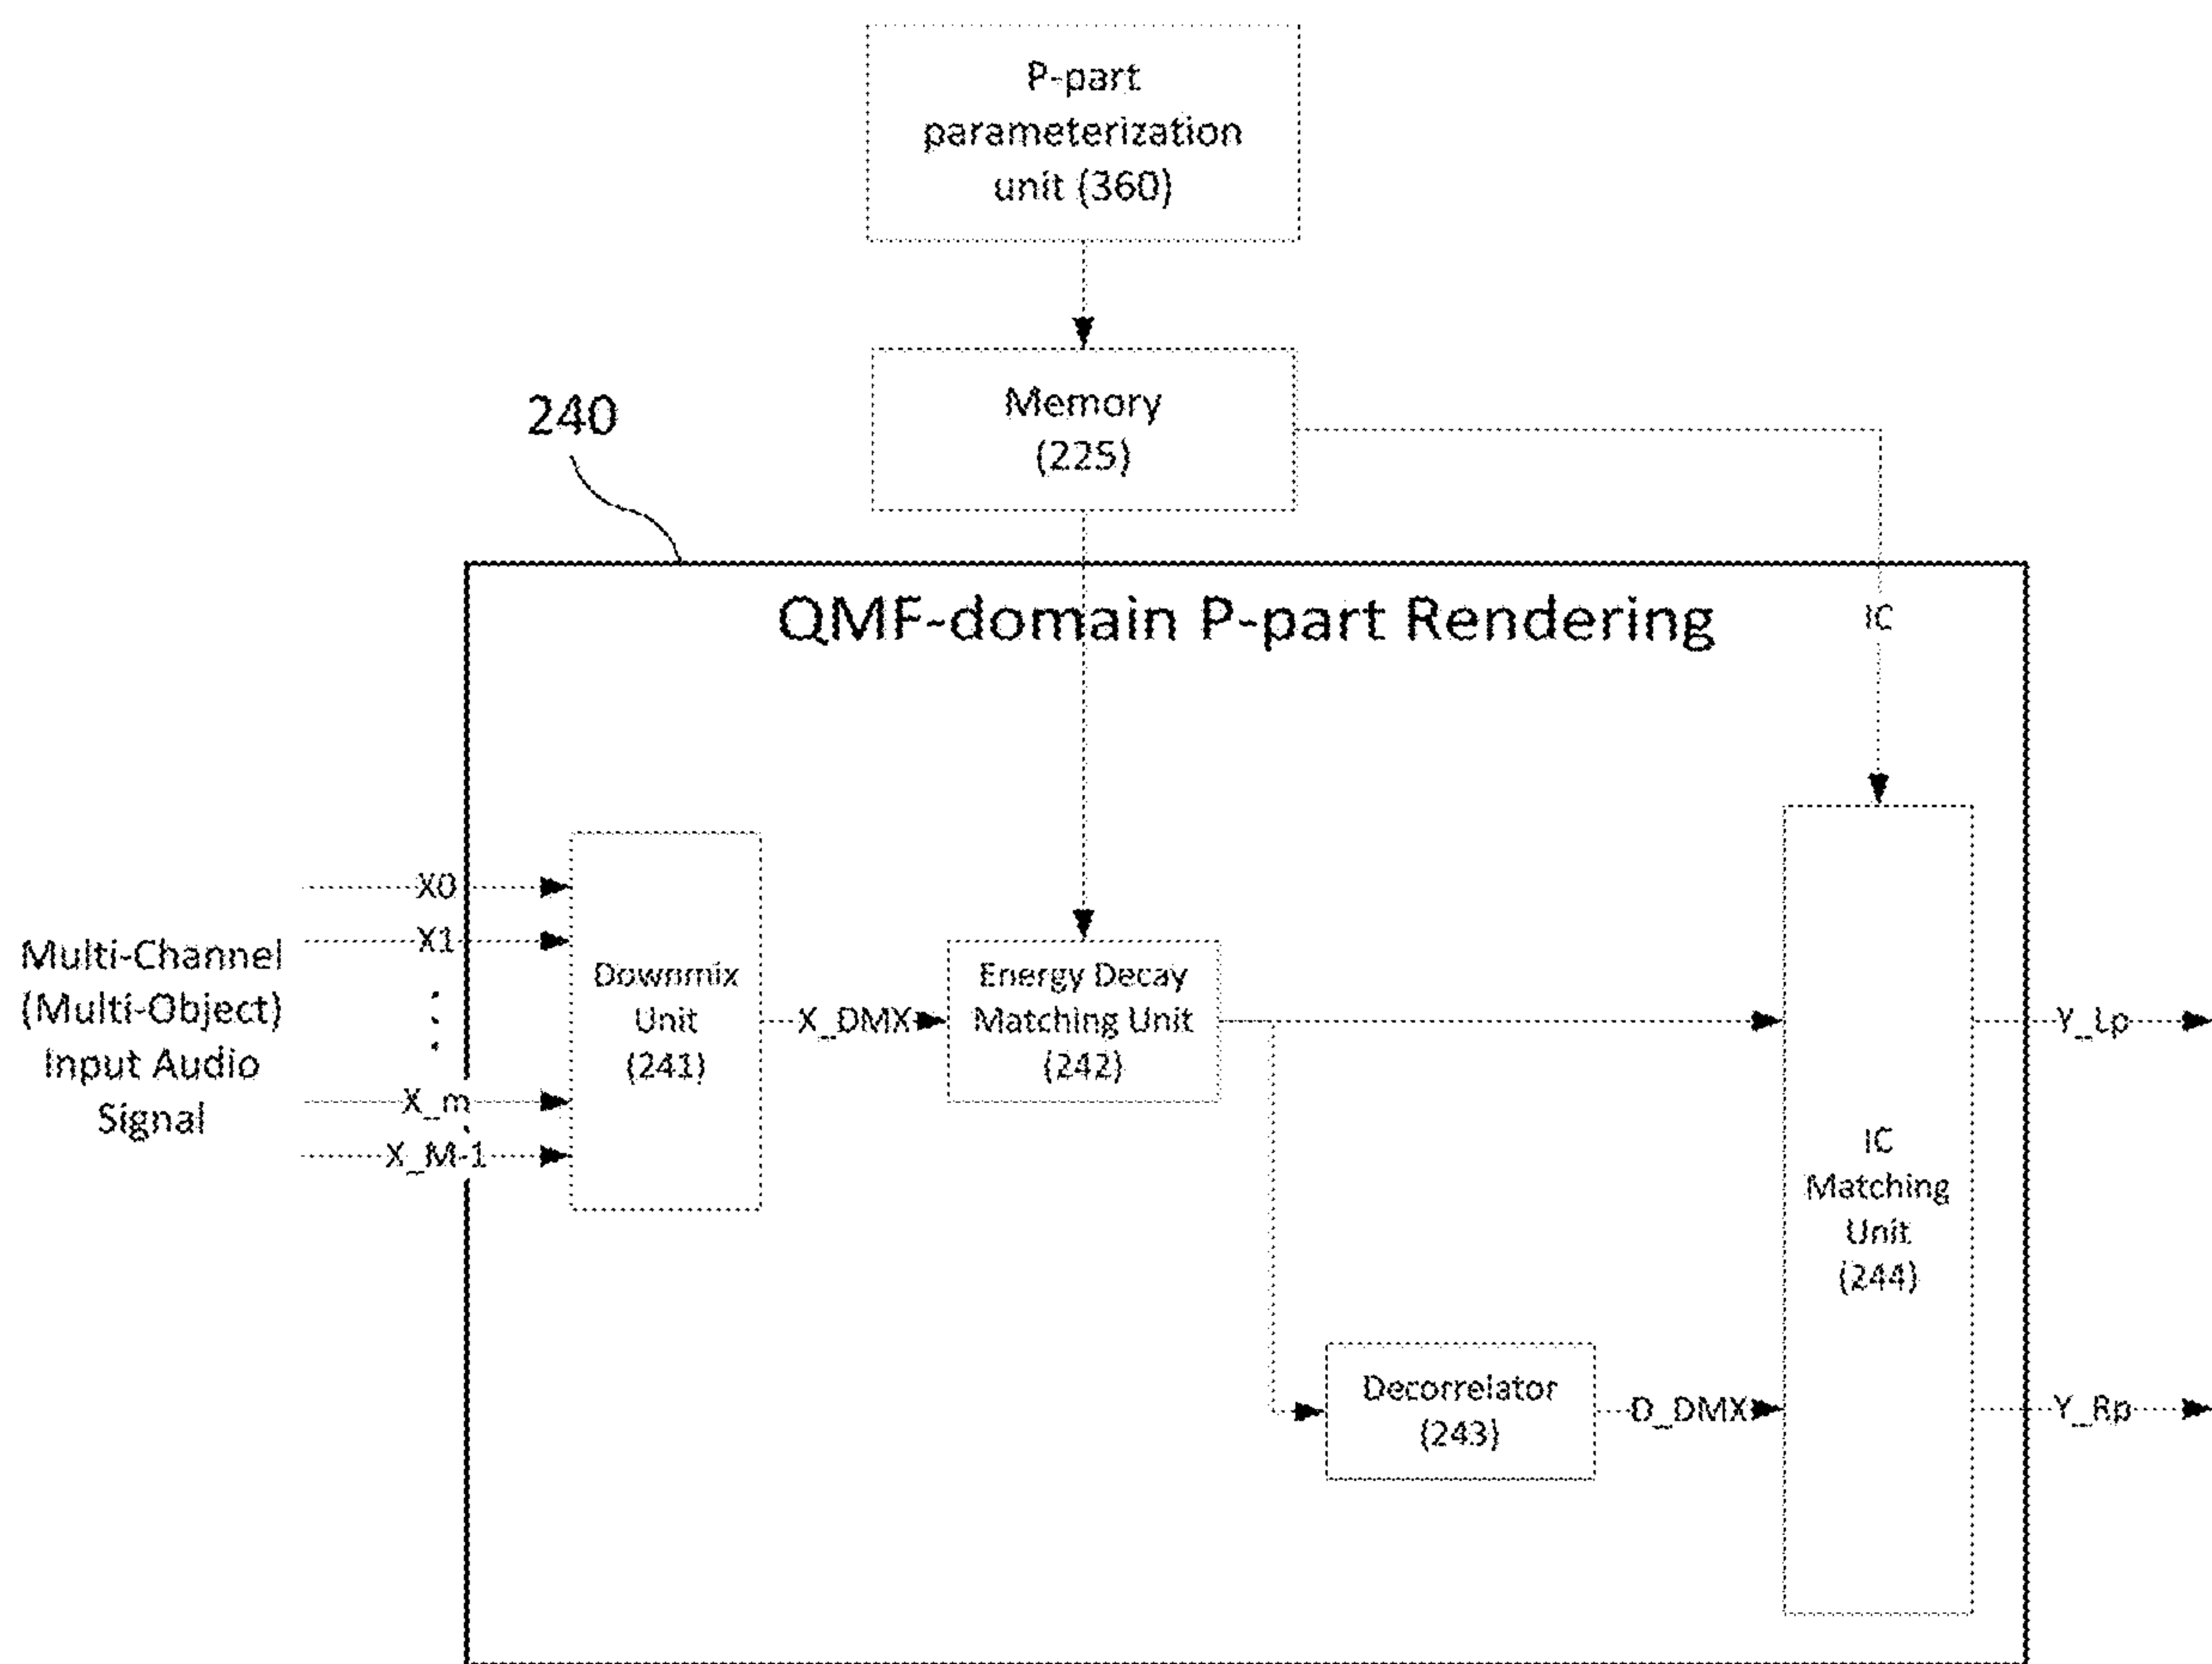 P-part
parameterization
unit (360)
Memory
(225)
240
QMF-domain P-part Rendering
IC
X0
X1
X_m
X_M-1
Multi-Channel
(Multi-Object)
Input Audio
Signal
Downmix
Unit
(241)
X_DMX
Energy Decay
Matching Unit
(242)
Decorrelator
(243)
D_DMX
IC
Matching
Unit
(244)
Y_Lp
Y_Rp